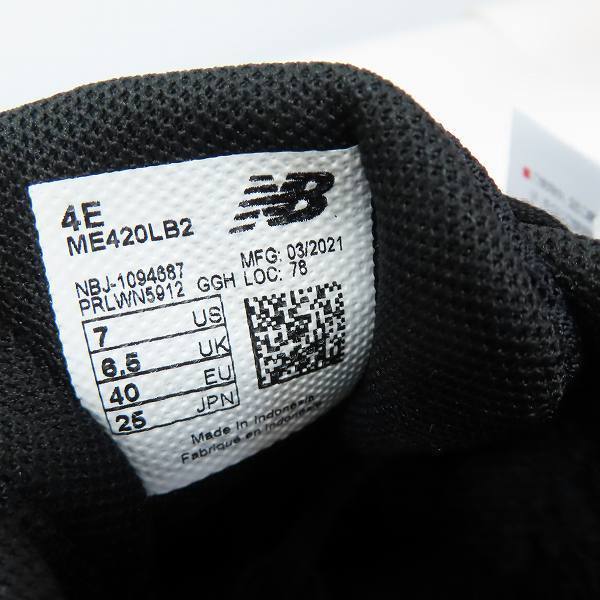 4E
ME420LB2
NB
NBJ-1094687
PRLWN5912 GGH
MFG: 03/2021
LOC: 78
7 US
6.5 UK
40 EU
25 JPN
Made in Indonesia
Fabriqué en Indonésie